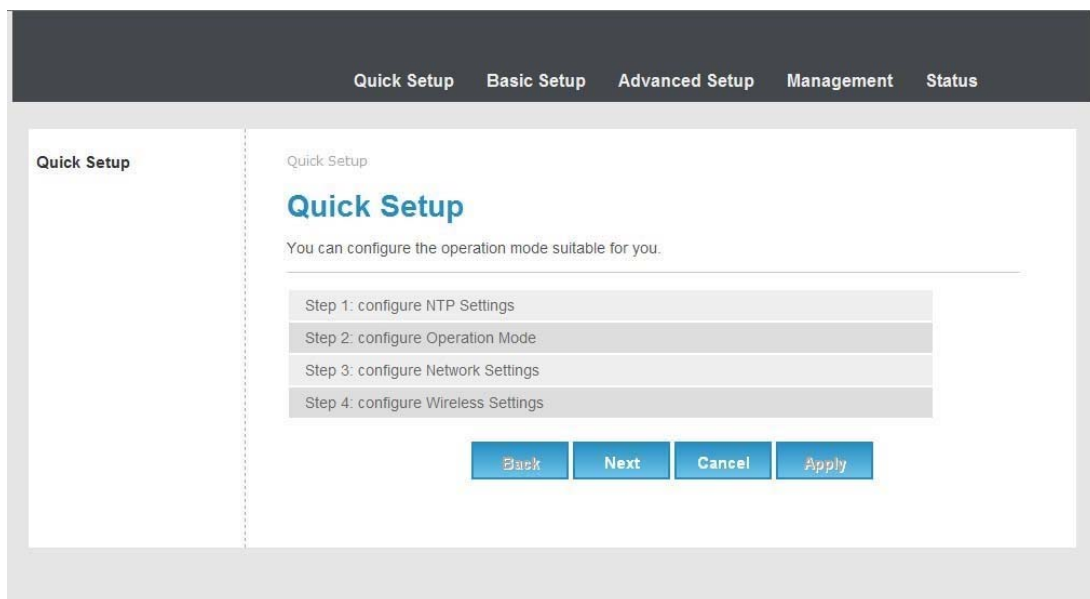 Quick Setup Basic Setup Advanced Setup Management Status
Quick Setup
Quick Setup
Quick Setup
You can configure the operation mode suitable for you.
Step 1: configure NTP Settings
Step 2: configure Operation Mode
Step 3: configure Network Settings
Step 4: configure Wireless Settings
Back Next Cancel Apply